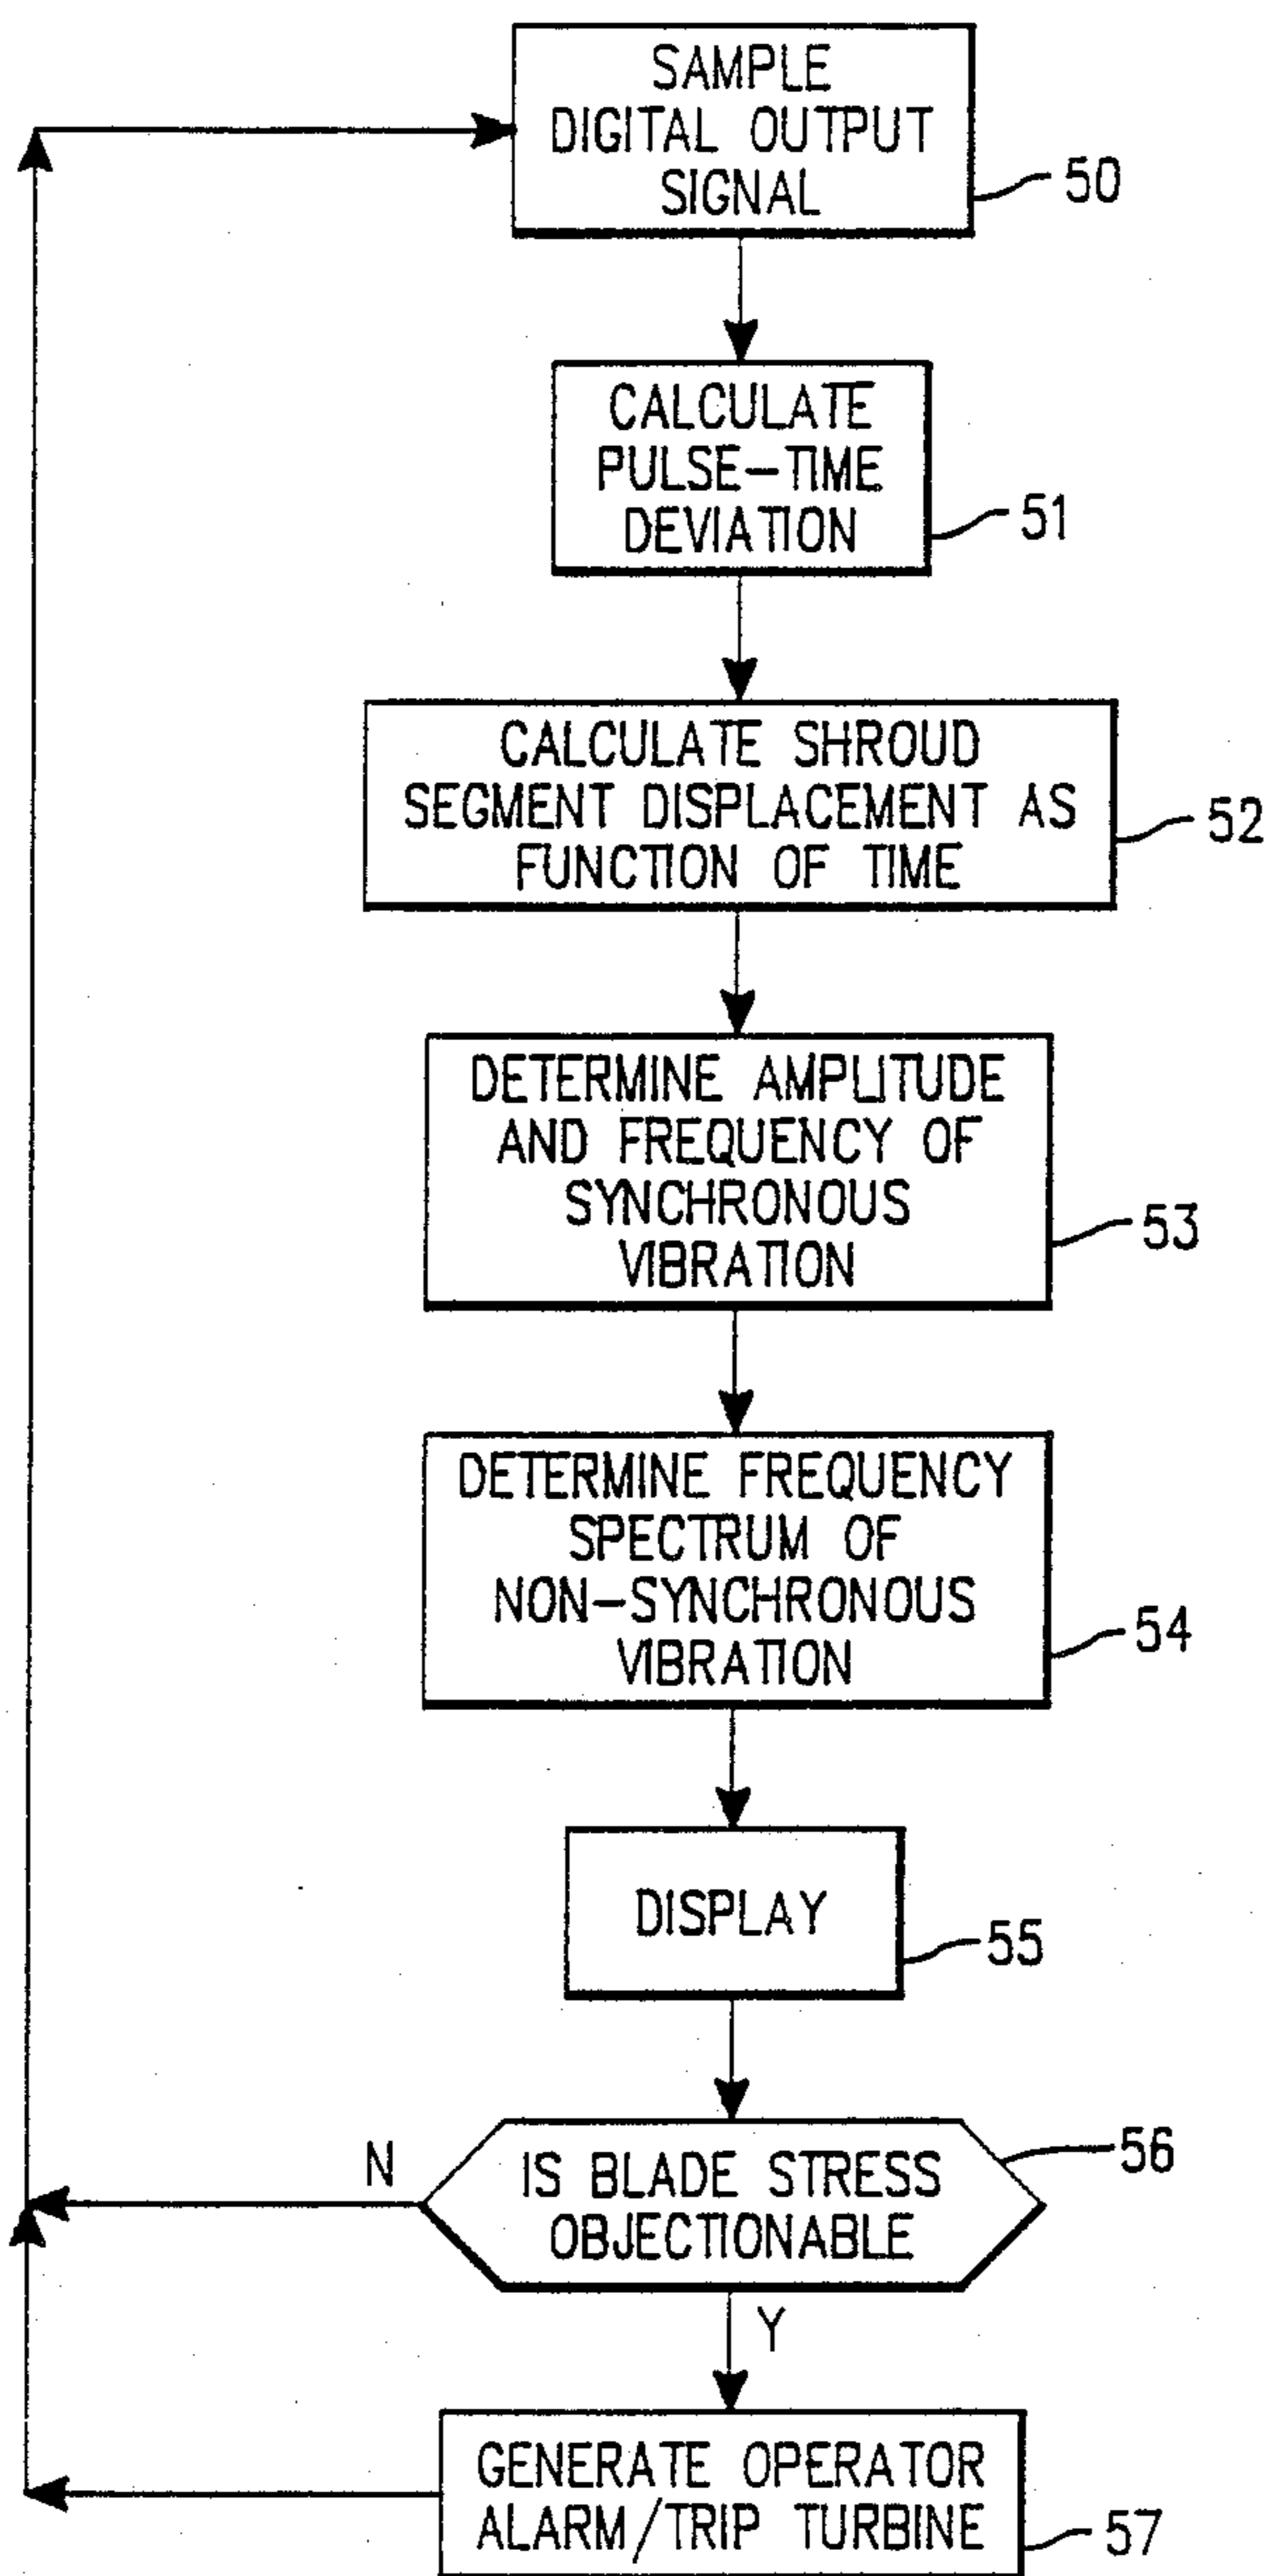 SAMPLE
DIGITAL OUTPUT
SIGNAL
50
CALCULATE
PULSE-TIME
DEVIATION
51
CALCULATE SHROUD
SEGMENT DISPLACEMENT AS
FUNCTION OF TIME
52
DETERMINE AMPLITUDE
AND FREQUENCY OF
SYNCHRONOUS
VIBRATION
53
DETERMINE FREQUENCY
SPECTRUM OF
NON-SYNCHRONOUS
VIBRATION
54
DISPLAY
55
N
IS BLADE STRESS
OBJECTIONABLE
56
Y
GENERATE OPERATOR
ALARM/TRIP TURBINE
57